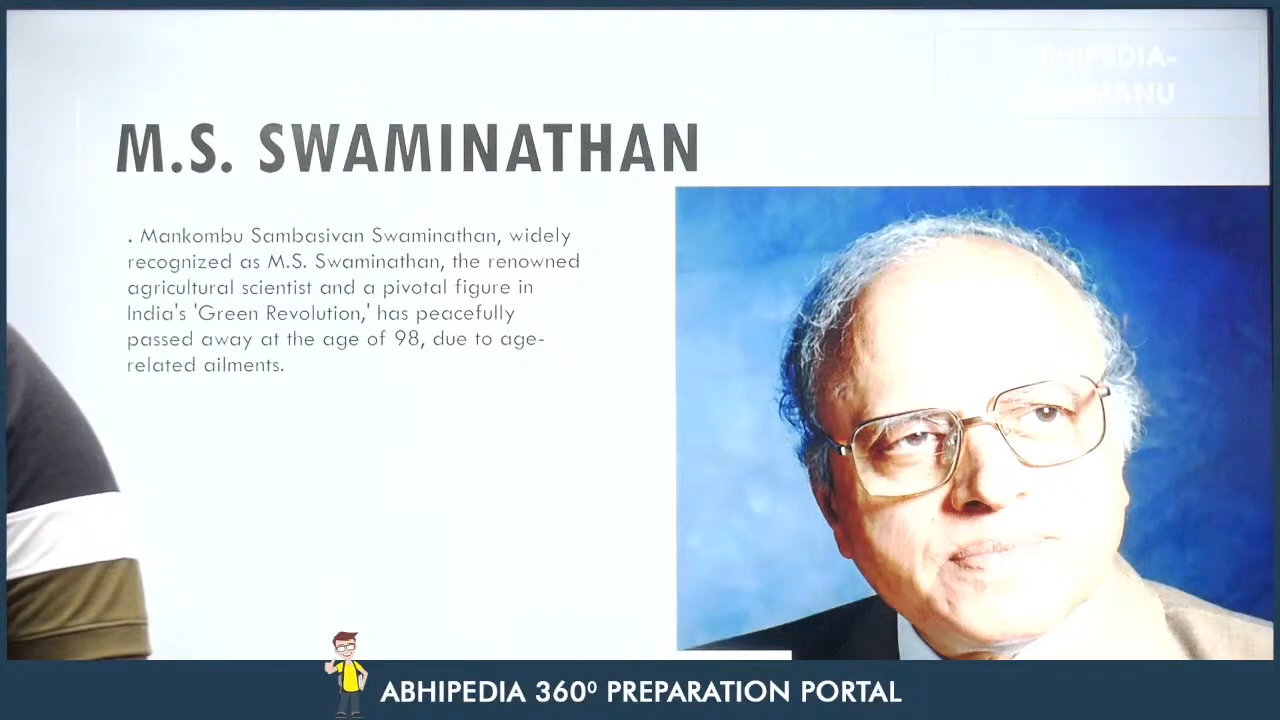 M.S. SWAMINATHAN
. Mankombu Sambasivan Swaminathan, widely
recognized as M.S. Swaminathan, the renowned
agricultural scientist and a pivotal figure in
India's 'Green Revolution,' has peacefully
passed away at the age of 98, due to age-
related ailments.
ABHIPEDIA 360⁰ PREPARATION PORTAL